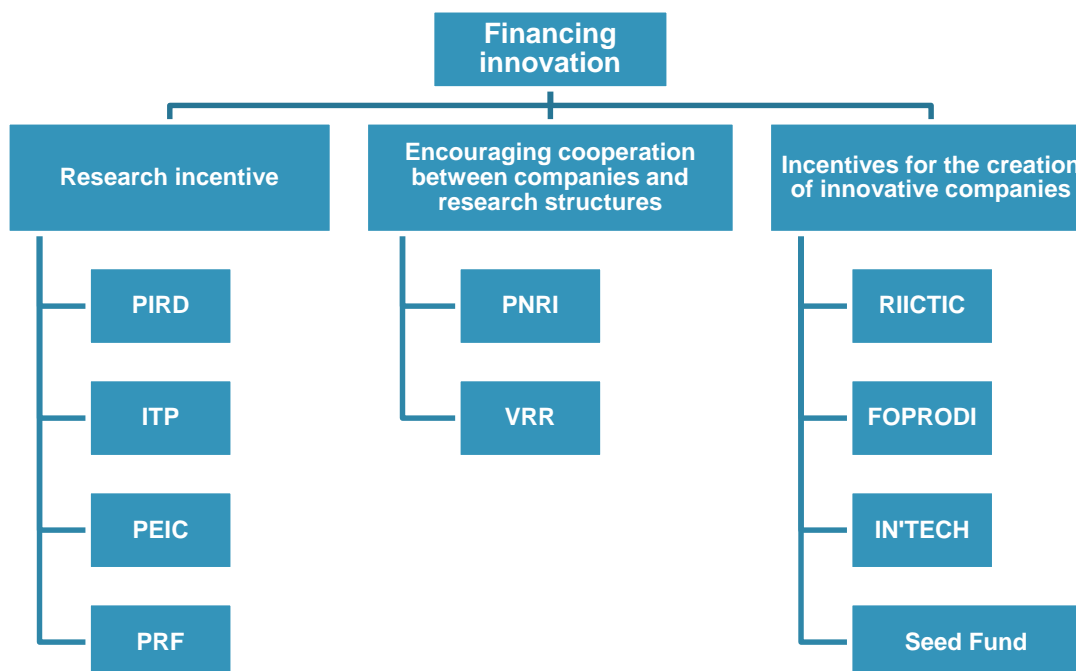 Financing
innovation
Research incentive
Encouraging cooperation
between companies and
research structures
Incentives for the creation
of innovative companies
PIRD
ITP
PEIC
PRF
PNRI
VRR
RIICTIC
FOPRODI
IN'TECH
Seed Fund